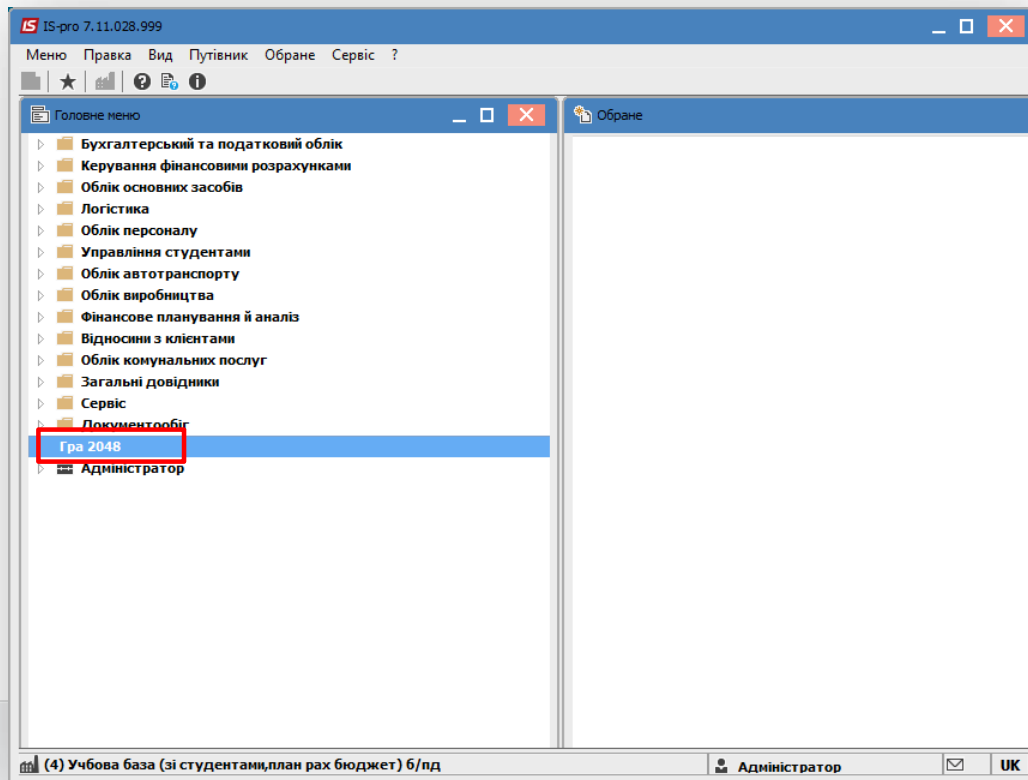 IS-pro 7.11.028.999
Меню Правка Вид Путівник Обране Сервіс ?
Головне меню
Обране
Бухгалтерський та податковий облік
Керування фінансовими розрахунками
Облік основних засобів
Логістика
Облік персоналу
Управління студентами
Облік автотранспорту
Облік виробництва
Фінансове планування й аналіз
Відносини з клієнтами
Облік комунальних послуг
Загальні довідники
Сервіс
Документообіг
Гра 2048
Адміністратор
(4) Учбова база (зі студентами,план рах бюджет) б/пд
Адміністратор
UK